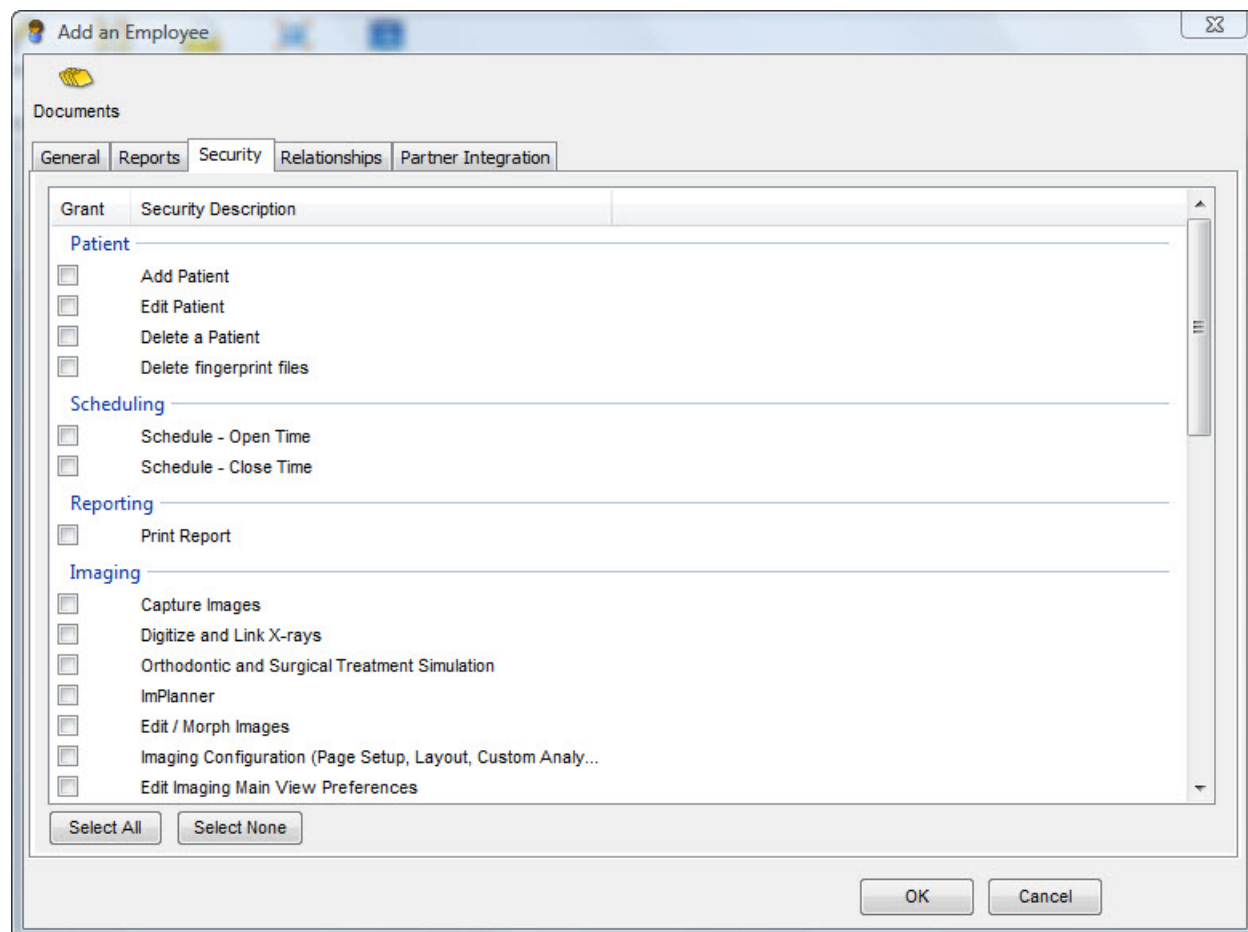 Add an Employee
Documents
General Reports Security Relationships Partner Integration
Grant Security Description
Patient
Add Patient
Edit Patient
Delete a Patient
Delete fingerprint files
Scheduling
Schedule - Open Time
Schedule - Close Time
Reporting
Print Report
Imaging
Capture Images
Digitize and Link X-rays
Orthodontic and Surgical Treatment Simulation
ImPlanner
Edit / Morph Images
Imaging Configuration (Page Setup, Layout, Custom Analy...
Edit Imaging Main View Preferences
Select All Select None
OK Cancel